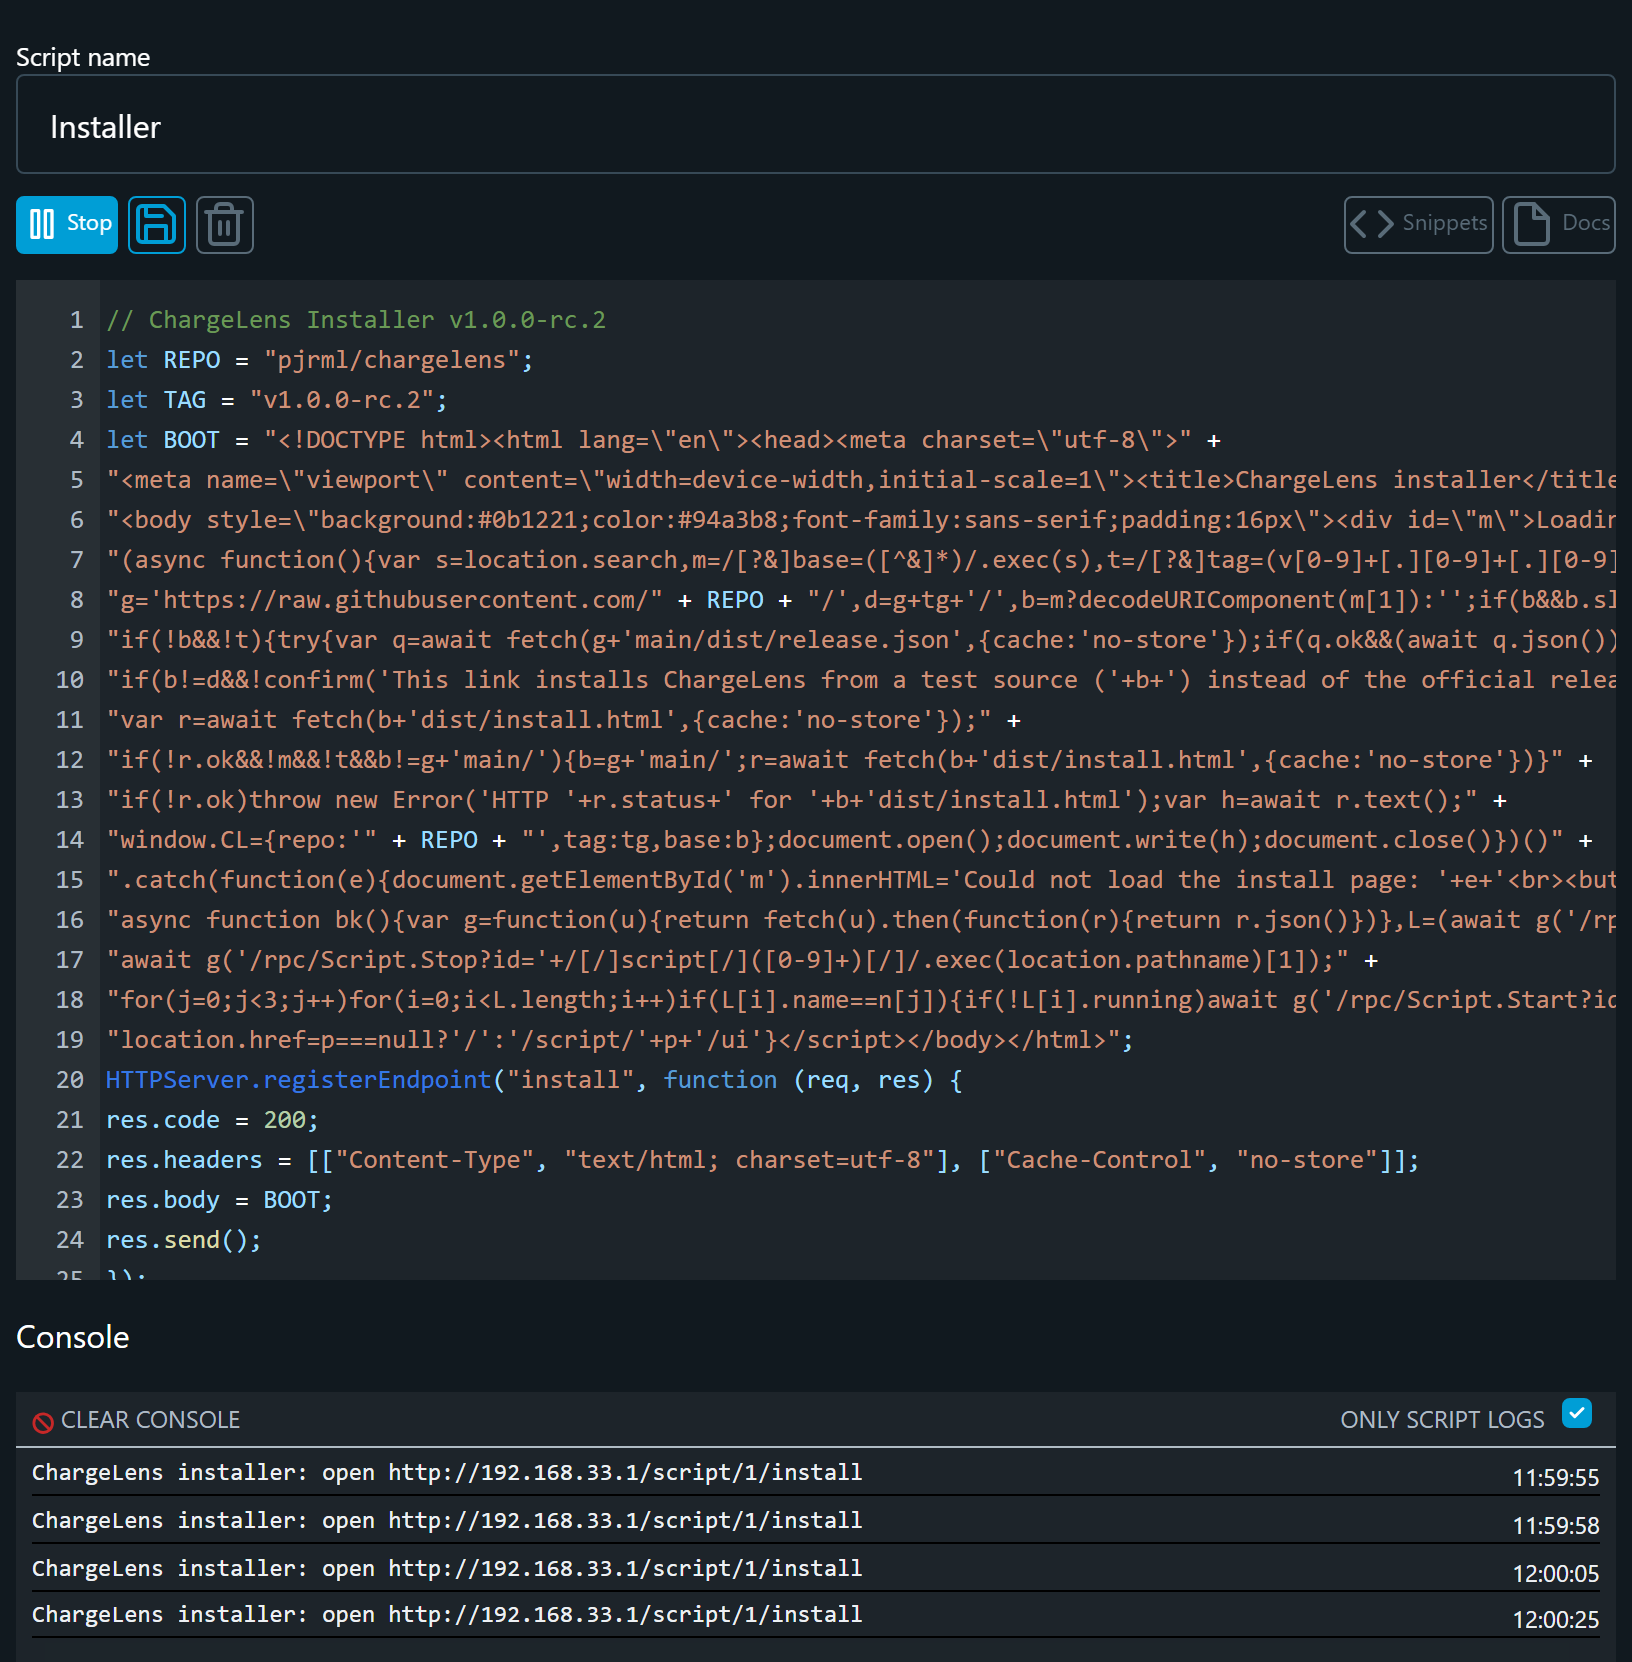 Script name
Installer
Stop
Snippets
Docs
1 // ChargeLens Installer v1.0.0-rc.2
2 let REPO = "pjrml/chargelens";
3 let TAG = "v1.0.0-rc.2";
4 let BOOT = "<!DOCTYPE html><html lang=\"en\"><head><meta charset=\"utf-8\">" +
5 "<meta name=\"viewport\" content=\"width=device-width,initial-scale=1\"><title>ChargeLens installer</title
6 "<body style=\"background:#0b1221;color:#94a3b8;font-family:sans-serif;padding:16px\"><div id=\"m\">Loadin
7 "(async function(){var s=location.search,m=/[?&]base=([^&]*)/.exec(s),t=/[?&]tag=(v[0-9]+[.][0-9]+[.][0-9]
8 "g='https://raw.githubusercontent.com/" + REPO + "/',d=g+tg+'/',b=m?decodeURIComponent(m[1]):'';if(b&&b.sl
9 "if(!b&&!t){try{var q=await fetch(g+'main/dist/release.json',{cache:'no-store'});if(q.ok&&(await q.json())
10 "if(b!=d&&!confirm('This link installs ChargeLens from a test source ('+b+') instead of the official relea
11 "var r=await fetch(b+'dist/install.html',{cache:'no-store'});" +
12 "if(!r.ok&&!m&&!t&&b!=g+'main/'){b=g+'main/';r=await fetch(b+'dist/install.html',{cache:'no-store'})}" +
13 "if(!r.ok)throw new Error('HTTP '+r.status+' for '+b+'dist/install.html');var h=await r.text();" +
14 "window.CL={repo:'" + REPO + "',tag:tg,base:b};document.open();document.write(h);document.close()})()" +
15 ".catch(function(e){document.getElementById('m').innerHTML='Could not load the install page: '+e+'<br><but
16 "async function bk(){var g=function(u){return fetch(u).then(function(r){return r.json()})},L=(await g('/rp
17 "await g('/rpc/Script.Stop?id='+/[/]script[/]([0-9]+)[/]/.exec(location.pathname)[1]);" +
18 "for(j=0;j<3;j++)for(i=0;i<L.length;i++)if(L[i].name==n[j]){if(!L[i].running)await g('/rpc/Script.Start?id
19 "location.href=p===null?'/':'/script/'+p+'/ui'}</script></body></html>";
20 HTTPServer.registerEndpoint("install", function (req, res) {
21 res.code = 200;
22 res.headers = [["Content-Type", "text/html; charset=utf-8"], ["Cache-Control", "no-store"]];
23 res.body = BOOT;
24 res.send();
25 });
Console
CLEAR CONSOLE
ONLY SCRIPT LOGS
ChargeLens installer: open http://192.168.33.1/script/1/install 11:59:55
ChargeLens installer: open http://192.168.33.1/script/1/install 11:59:58
ChargeLens installer: open http://192.168.33.1/script/1/install 12:00:05
ChargeLens installer: open http://192.168.33.1/script/1/install 12:00:25